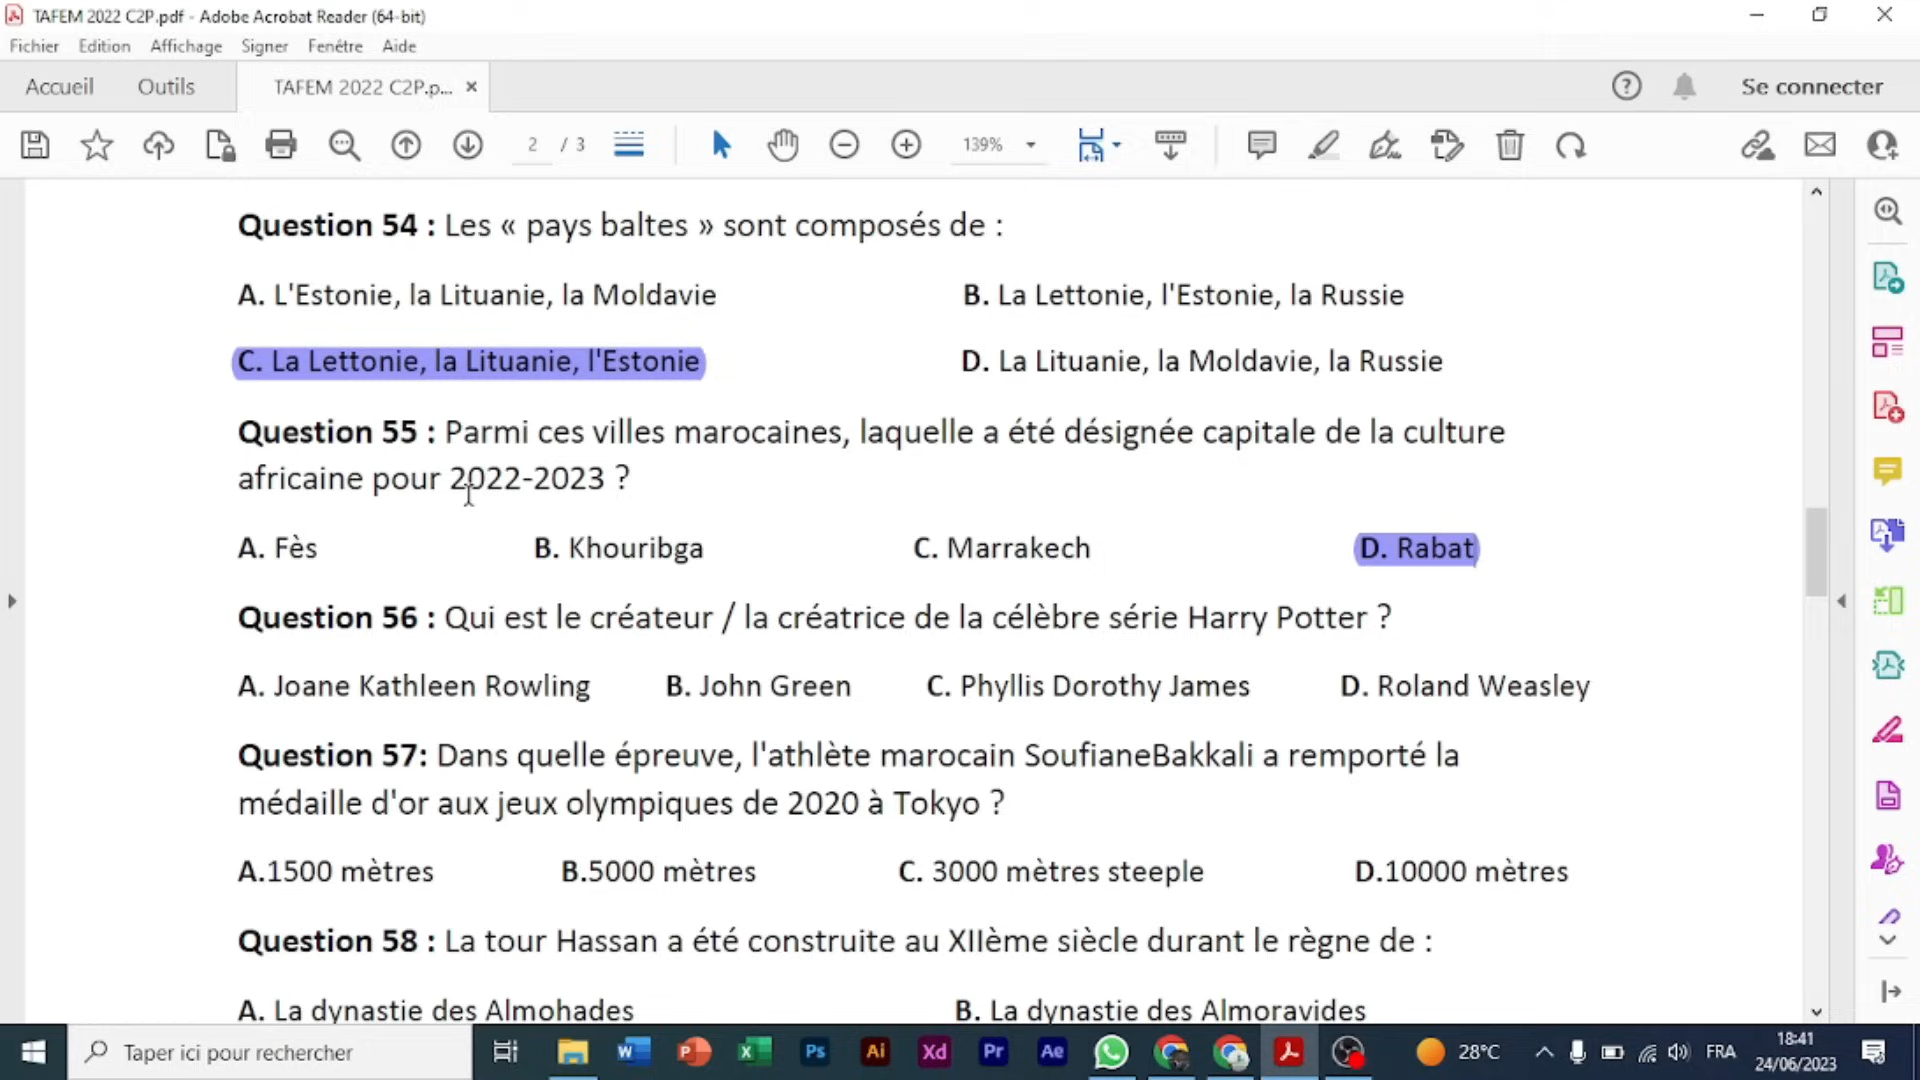 TAFEM 2022 C2P.pdf - Adobe Acrobat Reader (64-bit)
Fichier Edition Affichage Signer Fenêtre Aide
Accueil Outils TAFEM 2022 C2P.p... × Se connecter
2 / 3 139%
Question 54 : Les « pays baltes » sont composés de :
A. L'Estonie, la Lituanie, la Moldavie B. La Lettonie, l'Estonie, la Russie
C. La Lettonie, la Lituanie, l'Estonie D. La Lituanie, la Moldavie, la Russie
Question 55 : Parmi ces villes marocaines, laquelle a été désignée capitale de la culture
africaine pour 2022-2023 ?
A. Fès B. Khouribga C. Marrakech D. Rabat
Question 56 : Qui est le créateur / la créatrice de la célèbre série Harry Potter ?
A. Joane Kathleen Rowling B. John Green C. Phyllis Dorothy James D. Roland Weasley
Question 57: Dans quelle épreuve, l'athlète marocain SoufianeBakkali a remporté la
médaille d'or aux jeux olympiques de 2020 à Tokyo ?
A.1500 mètres B.5000 mètres C. 3000 mètres steeple D.10000 mètres
Question 58 : La tour Hassan a été construite au XIIème siècle durant le règne de :
A. La dynastie des Almohades B. La dynastie des Almoravides
Taper ici pour rechercher Ps Ai Xd Pr Ae 28°C FRA 18:41
24/06/2023